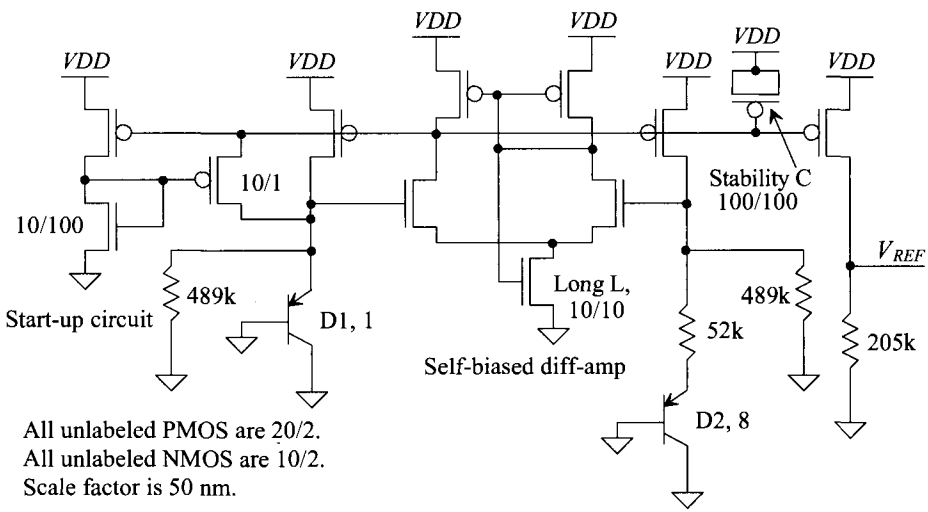 VDD
VDD
VDD
VDD
VDD
VDD
VDD
10/1
Stability C
100/100
10/100
VREF
489k
Long L,
10/10
489k
Start-up circuit
D1, 1
52k
205k
Self-biased diff-amp
D2, 8
All unlabeled PMOS are 20/2.
All unlabeled NMOS are 10/2.
Scale factor is 50 nm.